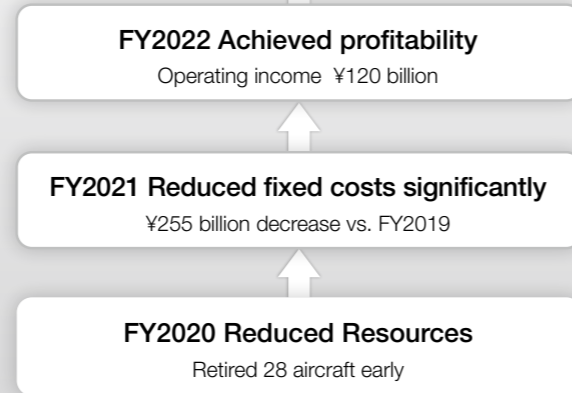 FY2022 Achieved profitability
Operating income ¥120 billion
FY2021 Reduced fixed costs significantly
¥255 billion decrease vs. FY2019
FY2020 Reduced Resources
Retired 28 aircraft early